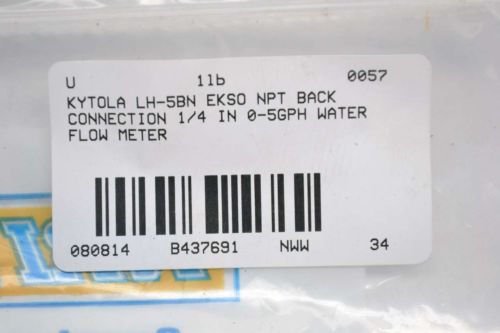 U 1lb 0057
KYTOLA LH-5BN EKSO NPT BACK
CONNECTION 1/4 IN 0-5GPH WATER
FLOW METER
080814 B437691 NWW 34